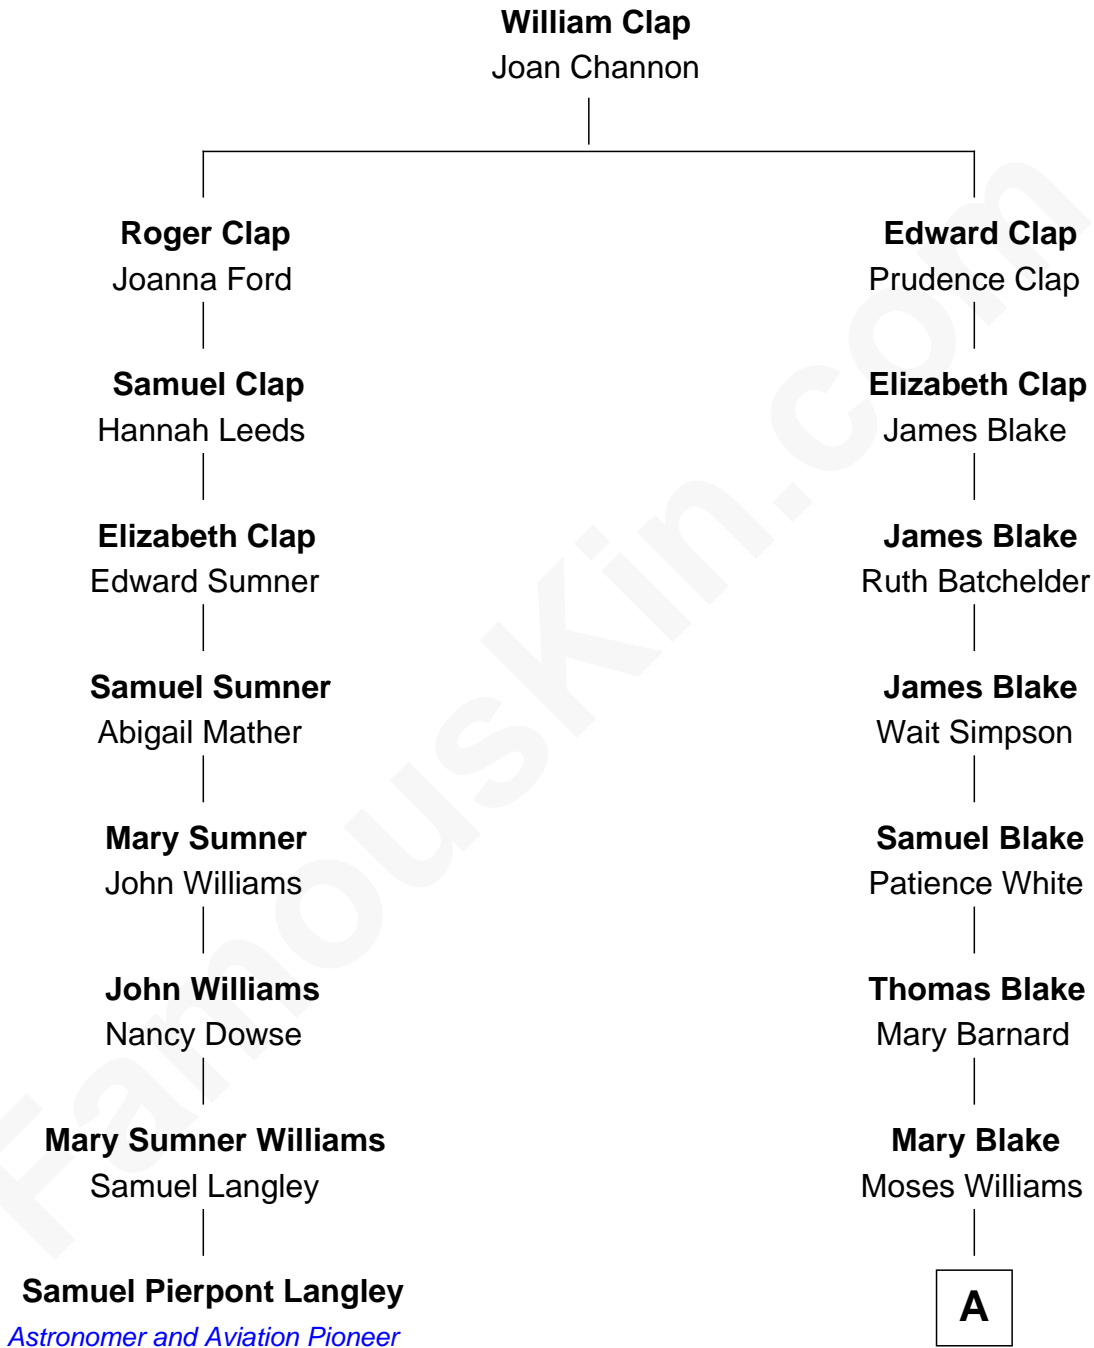 William Clap
Joan Channon
Roger Clap
Joanna Ford
Edward Clap
Prudence Clap
Samuel Clap
Hannah Leeds
Elizabeth Clap
James Blake
Elizabeth Clap
Edward Sumner
James Blake
Ruth Batchelder
Samuel Sumner
Abigail Mather
James Blake
Wait Simpson
Mary Sumner
John Williams
Samuel Blake
Patience White
John Williams
Nancy Dowse
Thomas Blake
Mary Barnard
Mary Sumner Williams
Samuel Langley
Mary Blake
Moses Williams
Samuel Pierpont Langley
Astronomer and Aviation Pioneer
A
FamousKin.com